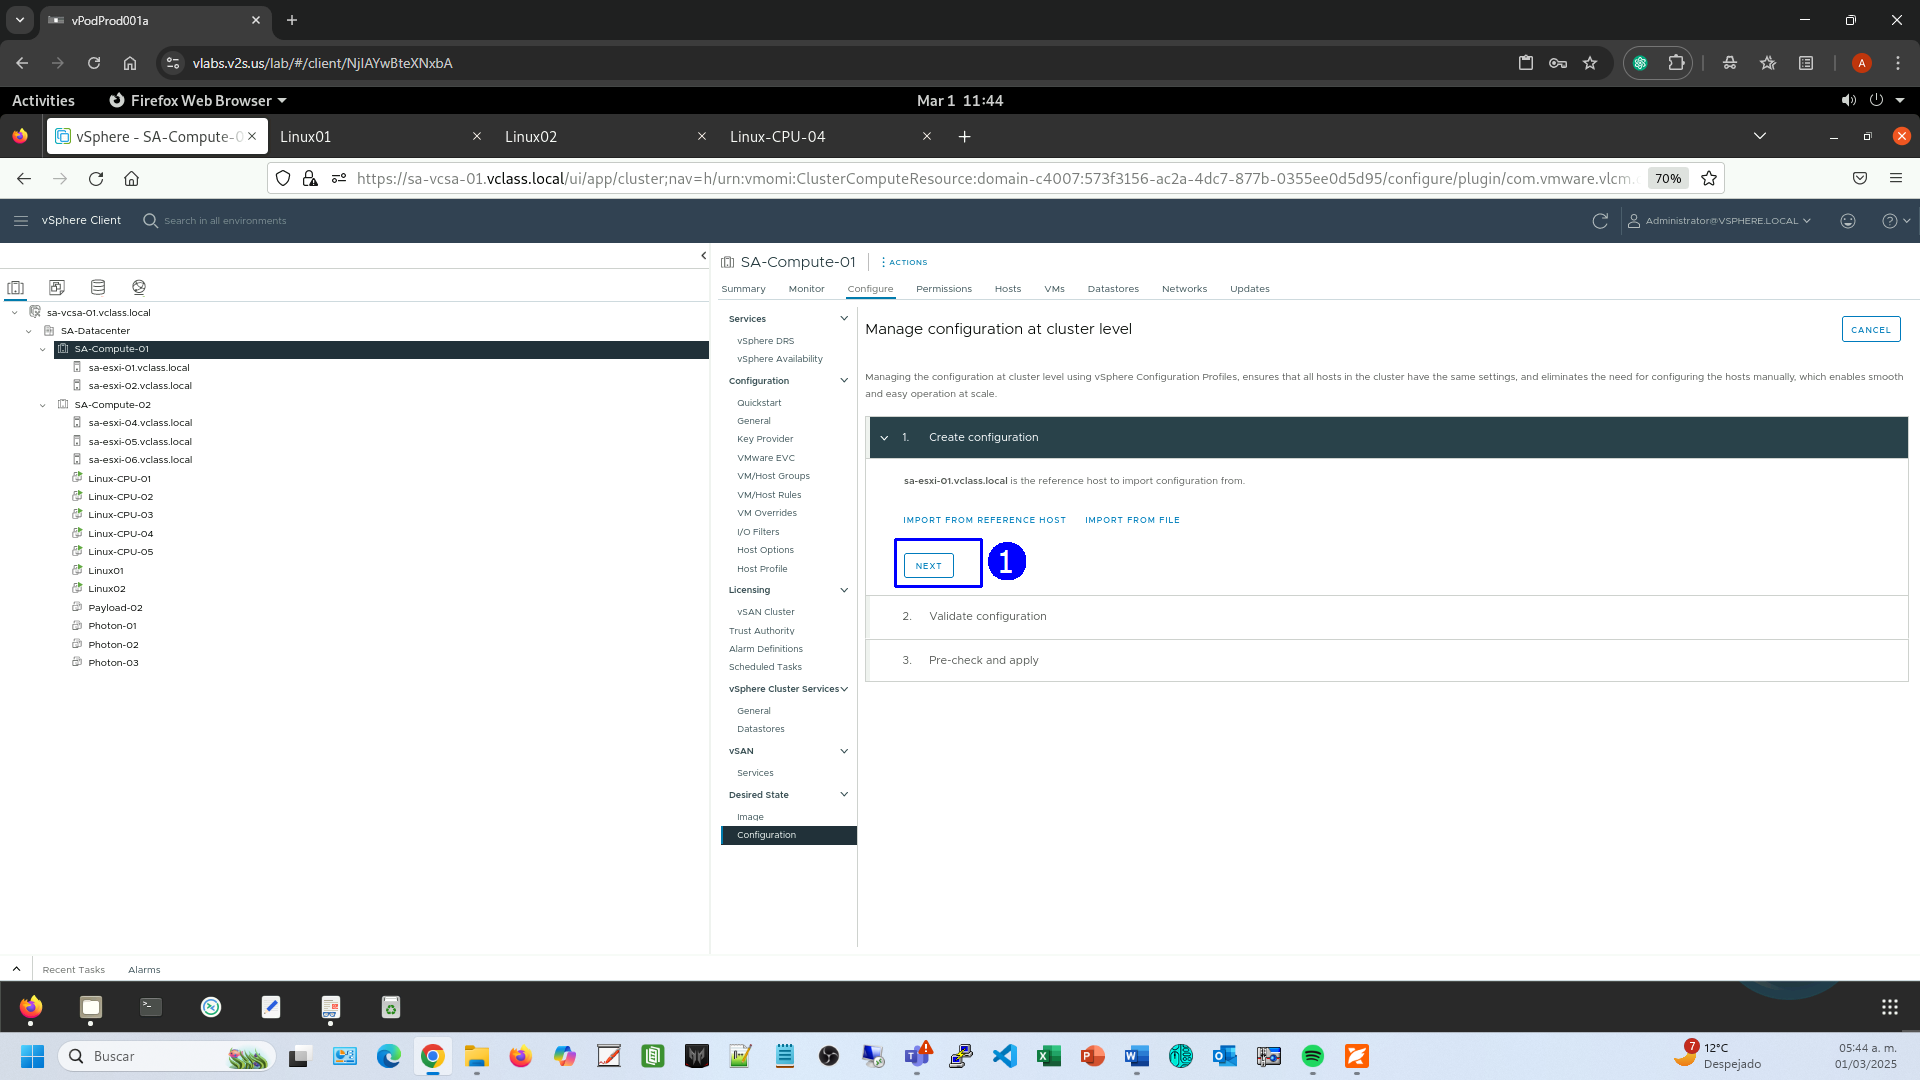 vPodProd001a
vlabs.v2s.us/lab/#/client/NjIAYwBteXNxbA
A
Activities
Firefox Web Browser
Mar 1 11:44
vSphere - SA-Compute-0
Linux01
Linux02
Linux-CPU-04
https://sa-vcsa-01.vclass.local/ui/app/cluster;nav=h/urn:vmomi:ClusterComputeResource:domain-c4007:573f3156-ac2a-4dc7-877b-0355ee0d5d95/configure/plugin/com.vmware.vlcm.
70%
vSphere Client
Search in all environments
Administrator@VSPHERE.LOCAL
SA-Compute-01
ACTIONS
Summary
Monitor
Configure
Permissions
Hosts
VMs
Datastores
Networks
Updates
sa-vcsa-01.vclass.local
SA-Datacenter
SA-Compute-01
sa-esxi-01.vclass.local
sa-esxi-02.vclass.local
SA-Compute-02
sa-esxi-04.vclass.local
sa-esxi-05.vclass.local
sa-esxi-06.vclass.local
Linux-CPU-01
Linux-CPU-02
Linux-CPU-03
Linux-CPU-04
Linux-CPU-05
Linux01
Linux02
Payload-02
Photon-01
Photon-02
Photon-03
Services
vSphere DRS
vSphere Availability
Configuration
Quickstart
General
Key Provider
VMware EVC
VM/Host Groups
VM/Host Rules
VM Overrides
I/O Filters
Host Options
Host Profile
Licensing
vSAN Cluster
Trust Authority
Alarm Definitions
Scheduled Tasks
vSphere Cluster Services
General
Datastores
vSAN
Services
Desired State
Image
Configuration
Manage configuration at cluster level
CANCEL
Managing the configuration at cluster level using vSphere Configuration Profiles, ensures that all hosts in the cluster have the same settings, and eliminates the need for configuring the hosts manually, which enables smooth
and easy operation at scale.
1. Create configuration
sa-esxi-01.vclass.local is the reference host to import configuration from.
IMPORT FROM REFERENCE HOST
IMPORT FROM FILE
NEXT
1
2. Validate configuration
3. Pre-check and apply
Recent Tasks
Alarms
Buscar
7
12°C
Despejado
05:44 a. m.
01/03/2025